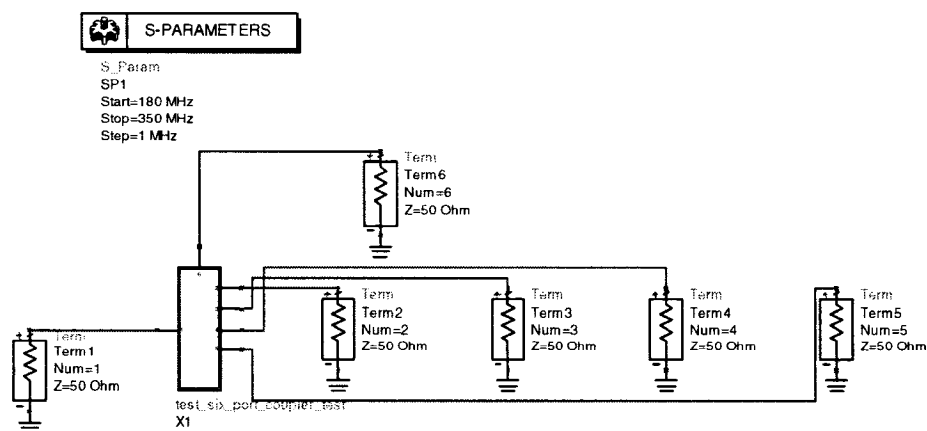 S-PARAMETERS
S_Param
SP1
Start=180 MHz
Stop=350 MHz
Step=1 MHz
Term
Term6
Num=6
Z=50 Ohm
Term
Term2
Num=2
Z=50 Ohm
Term
Term3
Num=3
Z=50 Ohm
Term
Term4
Num=4
Z=50 Ohm
Term
Term5
Num=5
Z=50 Ohm
Term
Term1
Num=1
Z=50 Ohm
test_six_port_coupler_test
X1